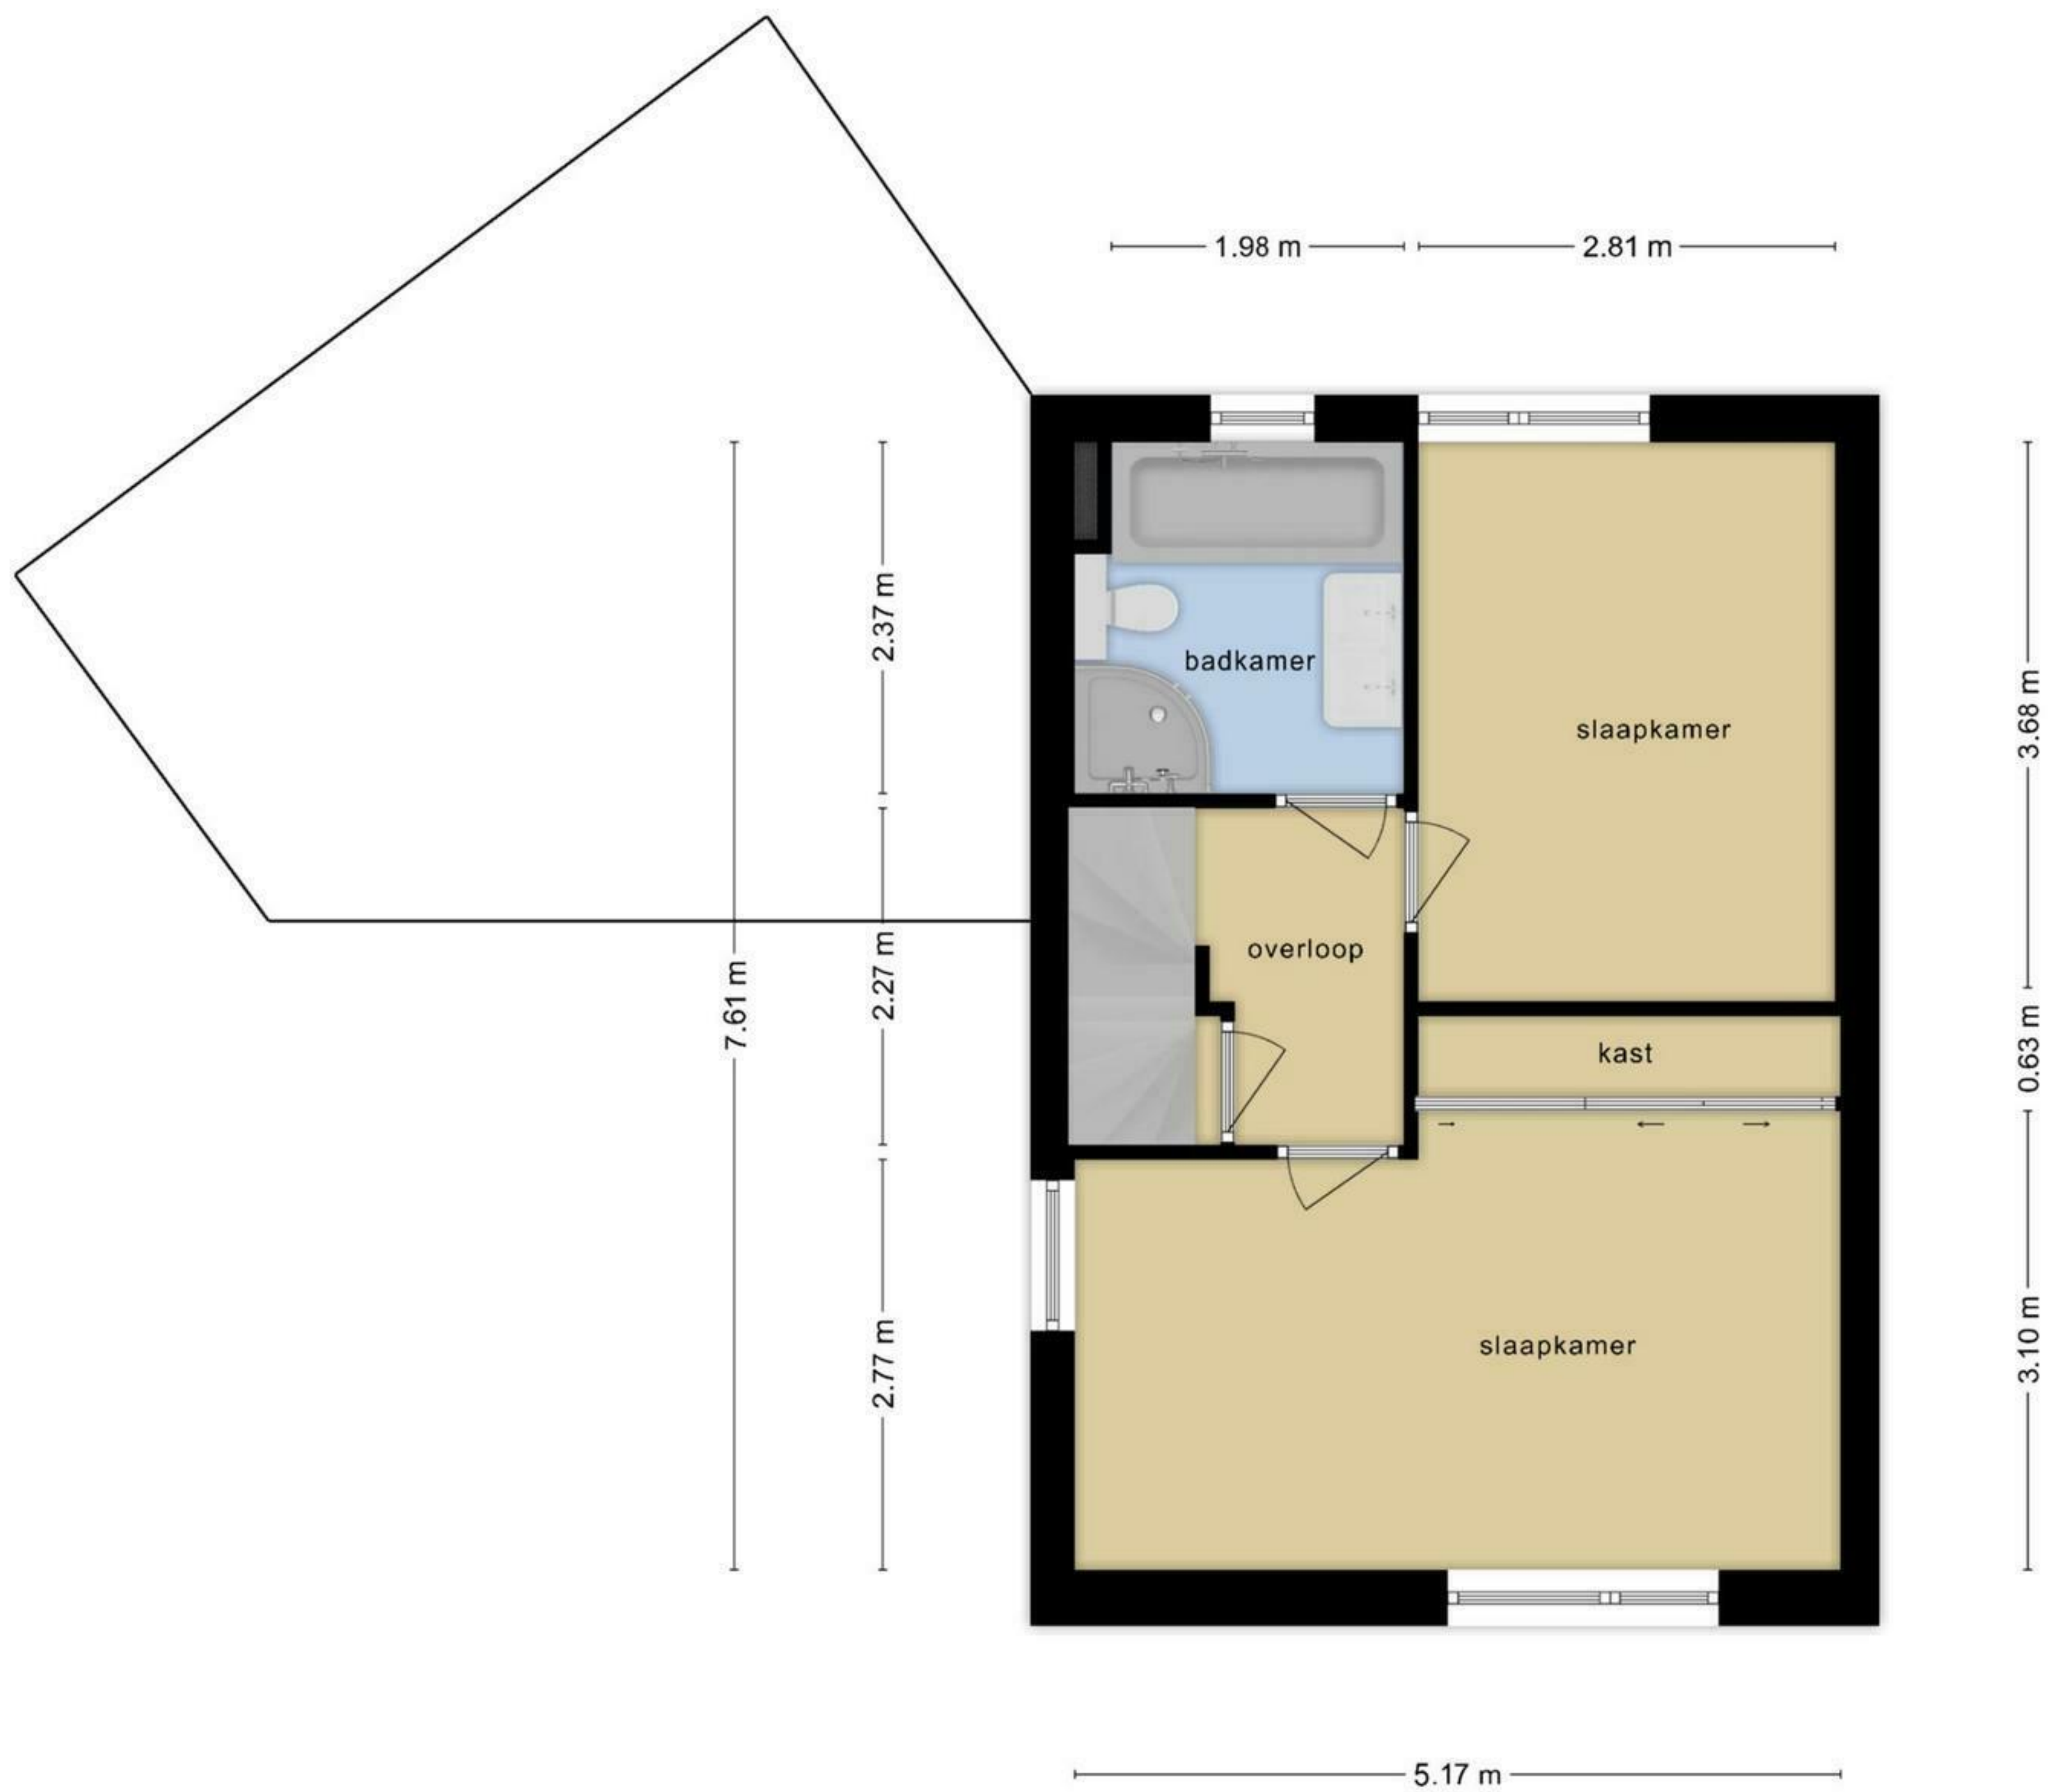 1.98 m
2.81 m
2.37 m
badkamer
slaapkamer
3.68 m
overloop
2.27 m
7.61 m
kast
0.63 m
slaapkamer
2.77 m
3.10 m
5.17 m